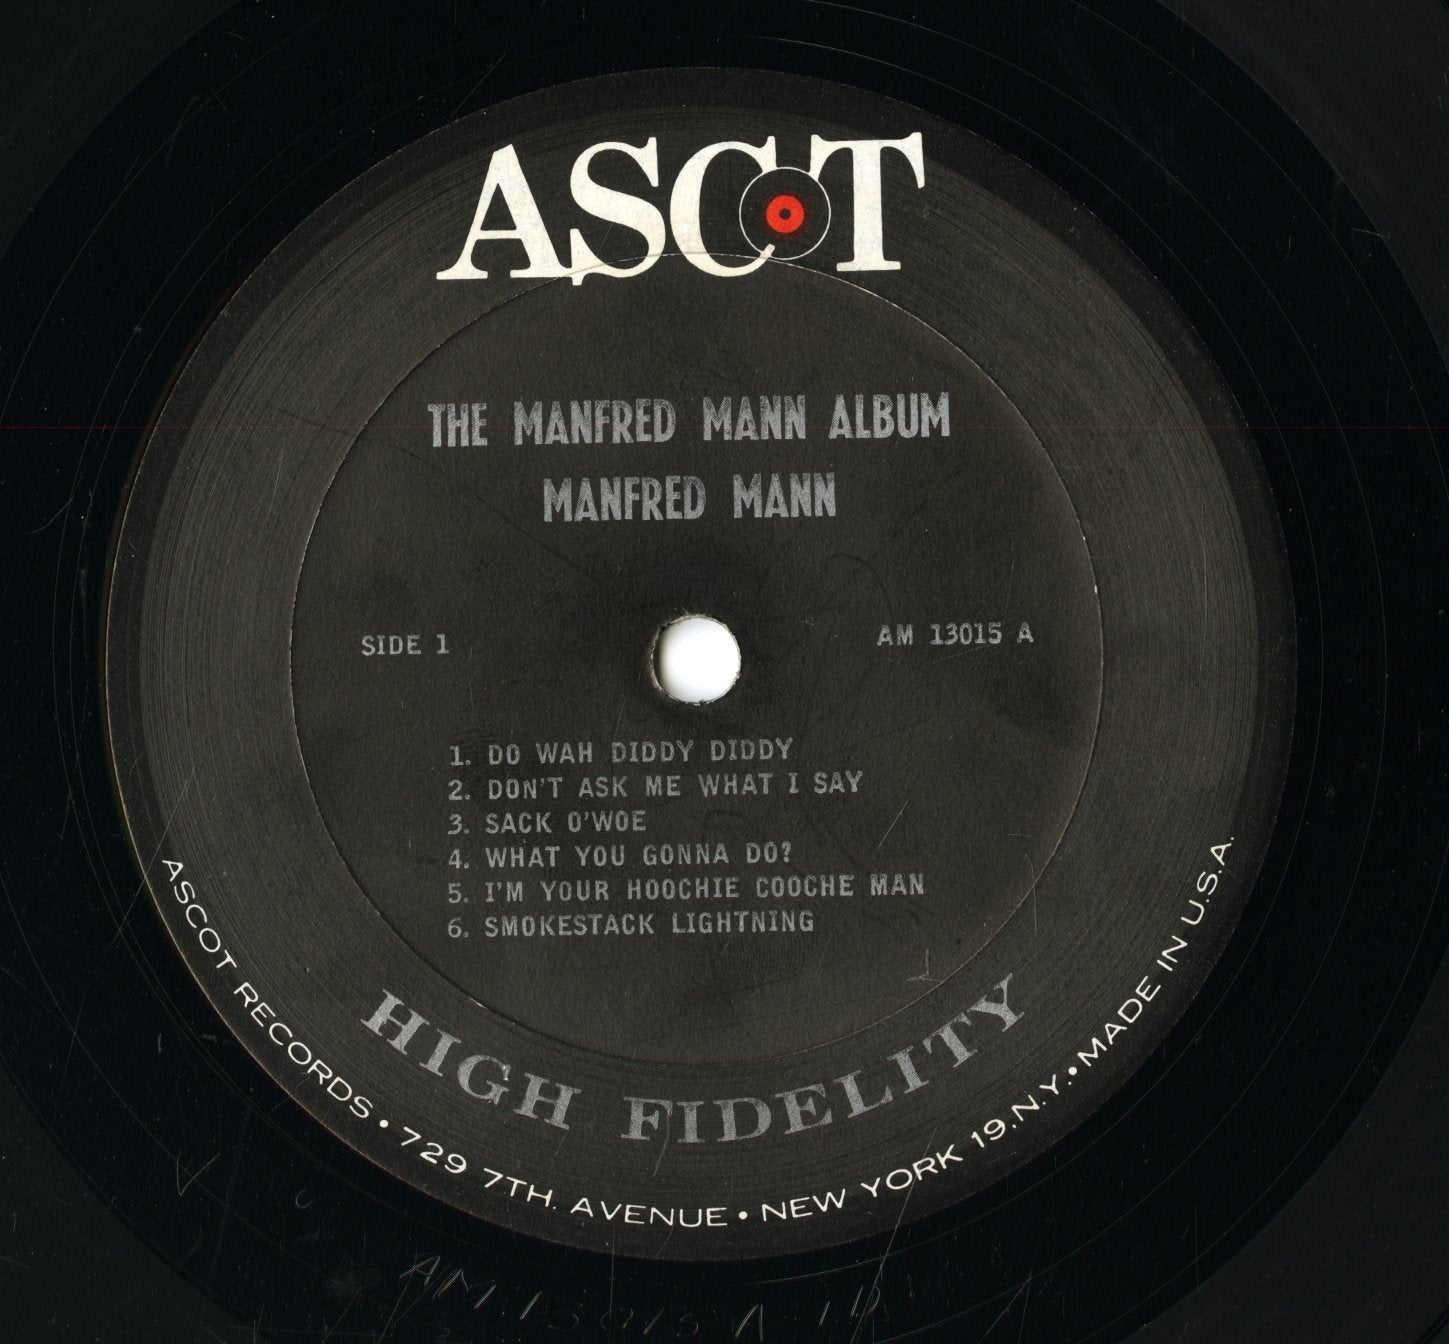 ASCOT
THE MANFRED MANN ALBUM
MANFRED MANN
SIDE 1
AM 13015 A
1. DO WAH DIDDY DIDDY
2. DON'T ASK ME WHAT I SAY
3. SACK O'WOE
4. WHAT YOU GONNA DO?
5. I'M YOUR HOOCHIE COOCHE MAN
6. SMOKESTACK LIGHTNING
HIGH FIDELITY
ASCOT RECORDS • 729 7TH. AVENUE • NEW YORK 19. N.Y. • MADE IN U.S.A.
AM 13015 A